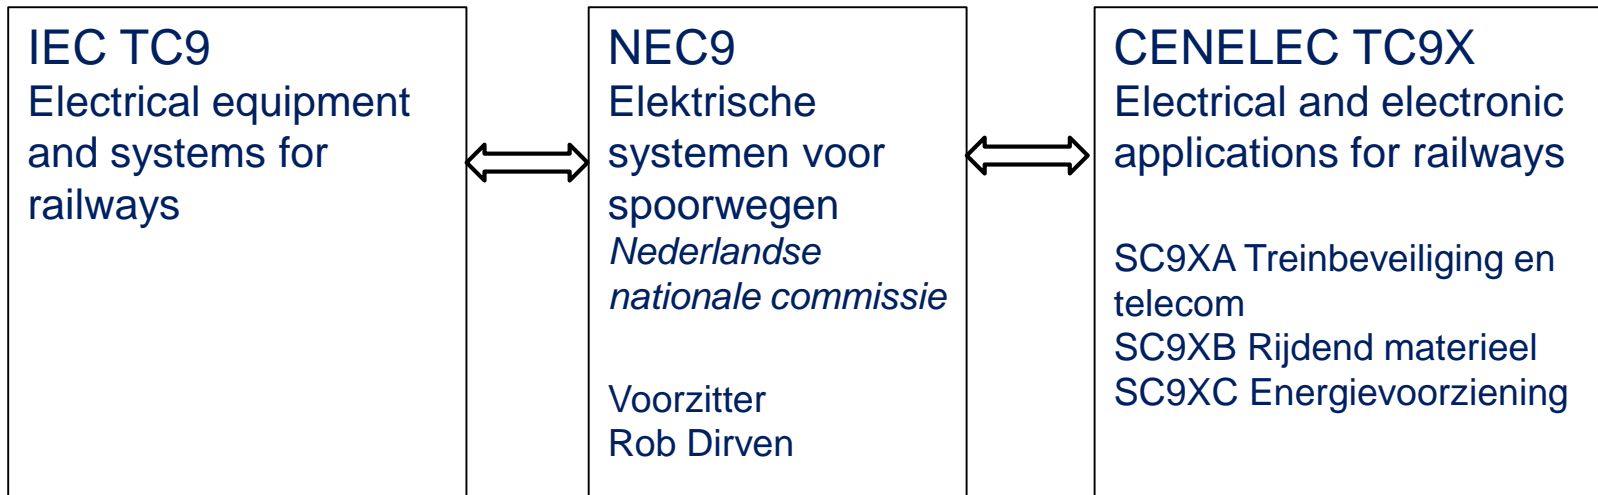 IEC TC9
Electrical equipment
and systems for
railways
NEC9
Elektrische
systemen voor
spoorwegen
Nederlandse
nationale commissie
Voorzitter
Rob Dirven
CENELEC TC9X
Electrical and electronic
applications for railways
SC9XA Treinbeveiliging en
telecom
SC9XB Rijdend materieel
SC9XC Energievoorziening